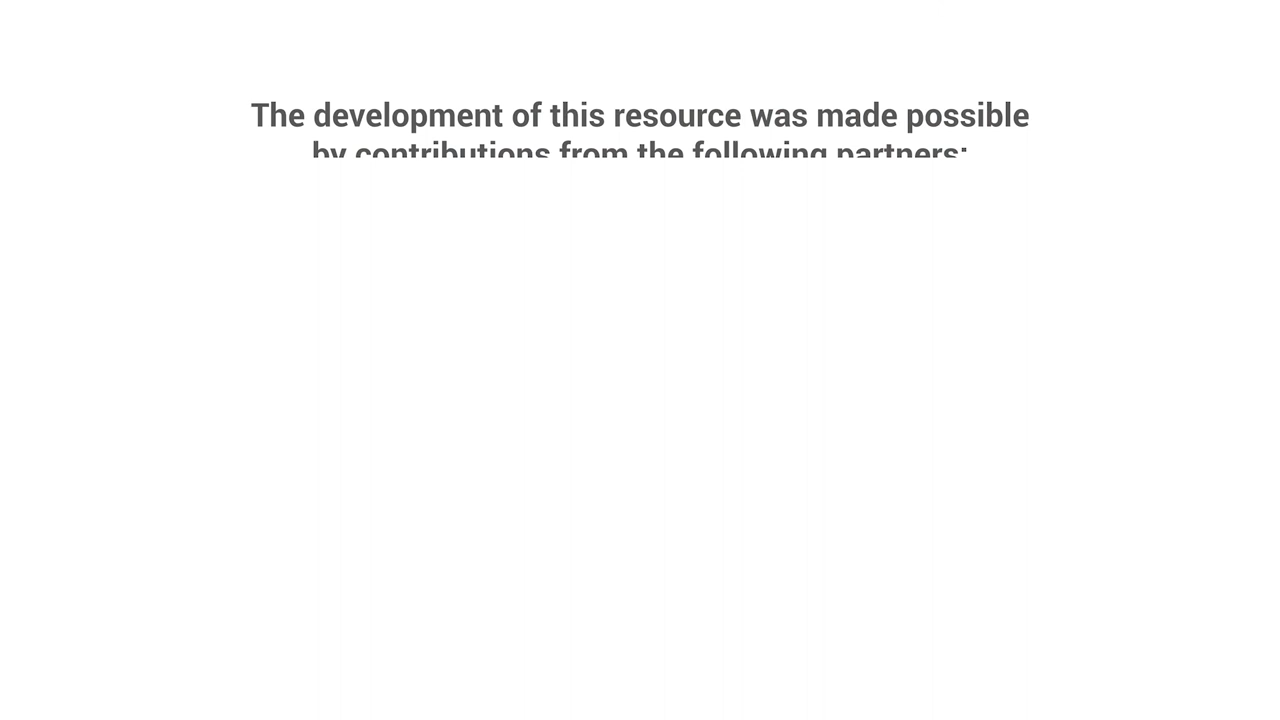 The development of this resource was made possible
by contributions from the following partners: